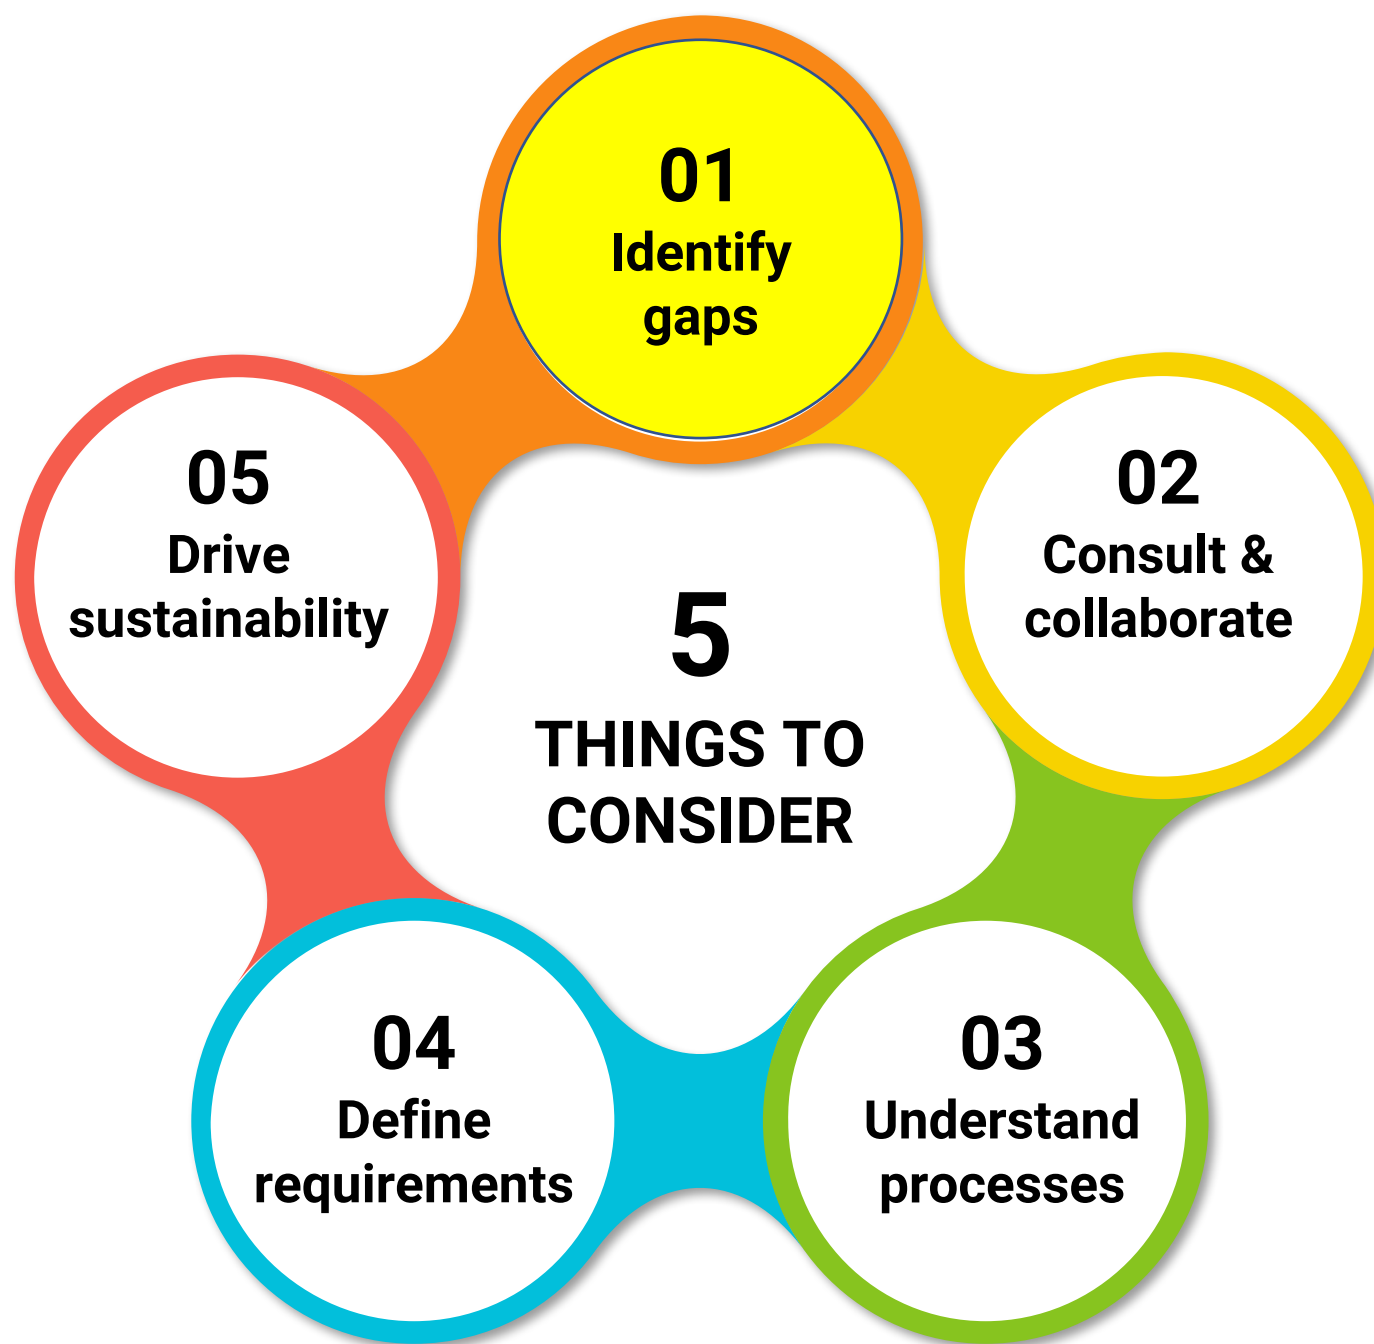 01
Identify
gaps
02
Consult &
collaborate
03
Understand
processes
04
Define
requirements
05
Drive
sustainability
5
THINGS TO
CONSIDER